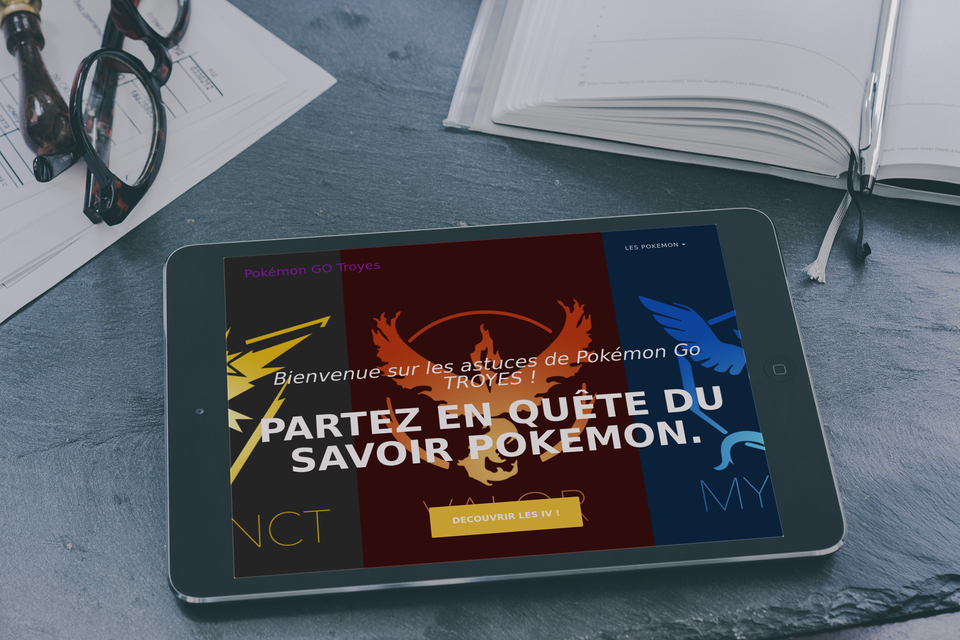 Pokémon GO Troyes
LES POKEMON
Bienvenue sur les astuces de Pokémon Go
TROYES !
PARTEZ EN QUÊTE DU
SAVOIR POKEMON.
NCT
VALOR
MY
DECOUVRIR LES IV !